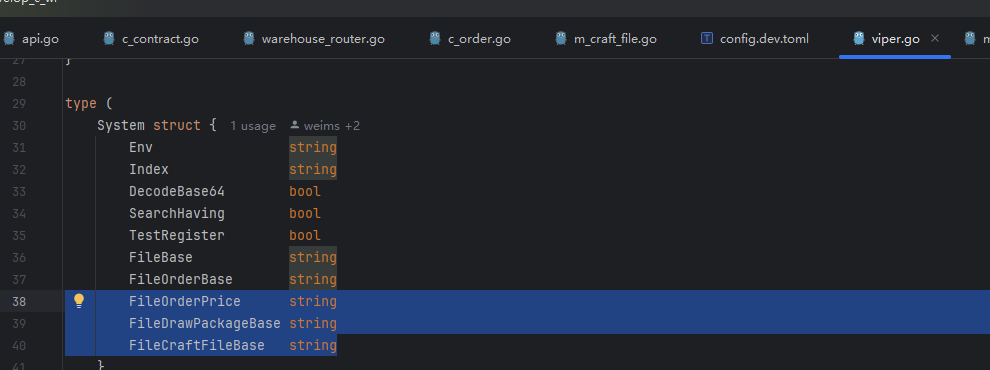 api.go c_contract.go warehouse_router.go c_order.go m_craft_file.go config.dev.toml viper.go
27 }
28
29 type (
30 System struct { 1 usage weims +2
31 Env string
32 Index string
33 DecodeBase64 bool
34 SearchHaving bool
35 TestRegister bool
36 FileBase string
37 FileOrderBase string
38 FileOrderPrice string
39 FileDrawPackageBase string
40 FileCraftFileBase string
41 }